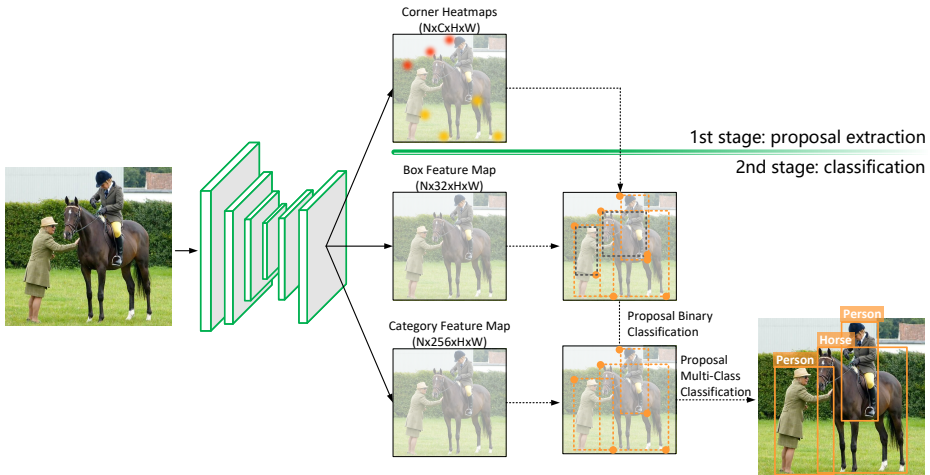 Corner Heatmaps
(NxCxHxW)
1st stage: proposal extraction
2nd stage: classification
Box Feature Map
(Nx32xHxW)
Proposal Binary
Classification
Category Feature Map
(Nx256xHxW)
Proposal
Multi-Class
Classification
Person
Horse
Person